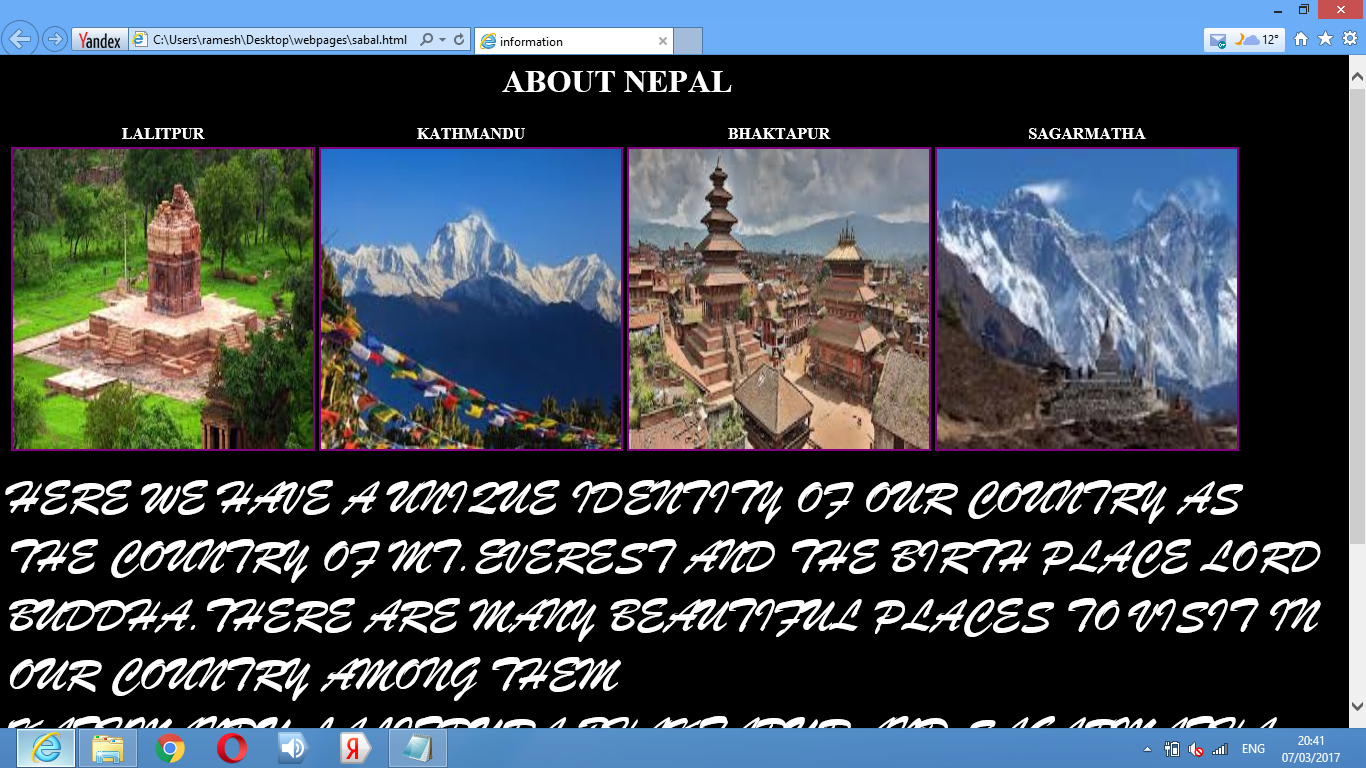 Yandex
C:\Users\ramesh\Desktop\webpages\sabal.html
information
12°
ABOUT NEPAL
LALITPUR KATHMANDU BHAKTAPUR SAGARMATHA
HERE WE HAVE A UNIQUE IDENTITY OF OUR COUNTRY AS
THE COUNTRY OF MT. EVEREST AND THE BIRTH PLACE LORD
BUDDHA. THERE ARE MANY BEAUTIFUL PLACES TO VISIT IN
OUR COUNTRY AMONG THEM
ENG
20:41
07/03/2017